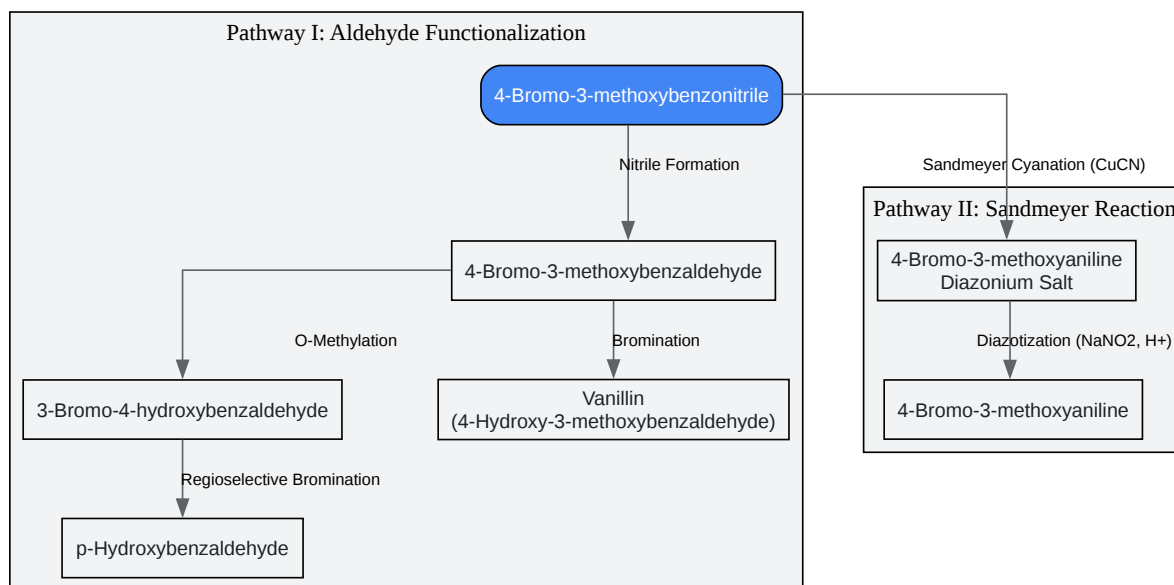 Pathway I: Aldehyde Functionalization
4-Bromo-3-methoxybenzonitrile
Nitrile Formation
Sandmeyer Cyanation (CuCN)
Pathway II: Sandmeyer Reaction
4-Bromo-3-methoxybenzaldehyde
4-Bromo-3-methoxyaniline
Diazonium Salt
O-Methylation
Bromination
Diazotization (NaNO2, H+)
3-Bromo-4-hydroxybenzaldehyde
Vanillin
(4-Hydroxy-3-methoxybenzaldehyde)
4-Bromo-3-methoxyaniline
Regioselective Bromination
p-Hydroxybenzaldehyde